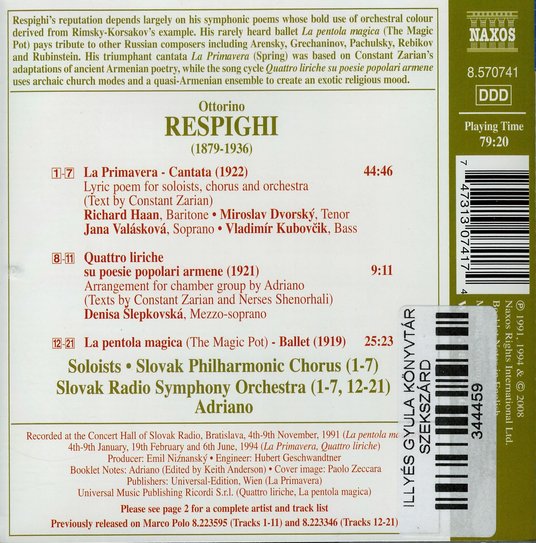 Respighi's reputation depends largely on his symphonic poems whose bold use of orchestral colour
derived from Rimsky-Korsakov's example. His rarely heard ballet La pentola magica (The Magic
Pot) pays tribute to other Russian composers including Arensky, Grechaninov, Pachulsky, Rebikov
and Rubinstein. His triumphant cantata La Primavera (Spring) was based on Constant Zarian's
adaptations of ancient Armenian poetry, while the song cycle Quattro liriche su poesie popolari armene
uses archaic church modes and a quasi-Armenian ensemble to create an exotic religious mood.
NAXOS
8.570741
DDD
Playing Time
79:20
Ottorino
RESPIGHI
(1879-1936)
1-7 La Primavera - Cantata (1922) 44:46
Lyric poem for soloists, chorus and orchestra
(Text by Constant Zarian)
Richard Haan, Baritone • Miroslav Dvorský, Tenor
Jana Valásková, Soprano • Vladimír Kubovčik, Bass
8-11 Quattro liriche
su poesie popolari armene (1921) 9:11
Arrangement for chamber group by Adriano
(Texts by Constant Zarian and Nerses Shenorhali)
Denisa Šlepkovská, Mezzo-soprano
12-21 La pentola magica (The Magic Pot) - Ballet (1919) 25:23
Soloists • Slovak Philharmonic Chorus (1-7)
Slovak Radio Symphony Orchestra (1-7, 12-21)
Adriano
Recorded at the Concert Hall of Slovak Radio, Bratislava, 4th-9th November, 1991 (La pentola ma
4th-9th January, 19th February and 6th June, 1994 (La Primavera, Quattro liriche)
Producer: Emil Nižnanský • Engineer: Hubert Geschwandtner
Booklet Notes: Adriano (Edited by Keith Anderson) • Cover image: Paolo Zeccara
Publishers: Universal-Edition, Wien (La Primavera)
Universal Music Publishing Ricordi S.r.l. (Quattro liriche, La pentola magica)
Please see page 2 for a complete artist and track list
Previously released on Marco Polo 8.223595 (Tracks 1-11) and 8.223346 (Tracks 12-21)
7 47313 07417 4
ILLYÉS GYULA KÖNYVTÁR
SZEKSZÁRD
344459
℗ 1991, 1994 & © 2008
Naxos Rights International Ltd.